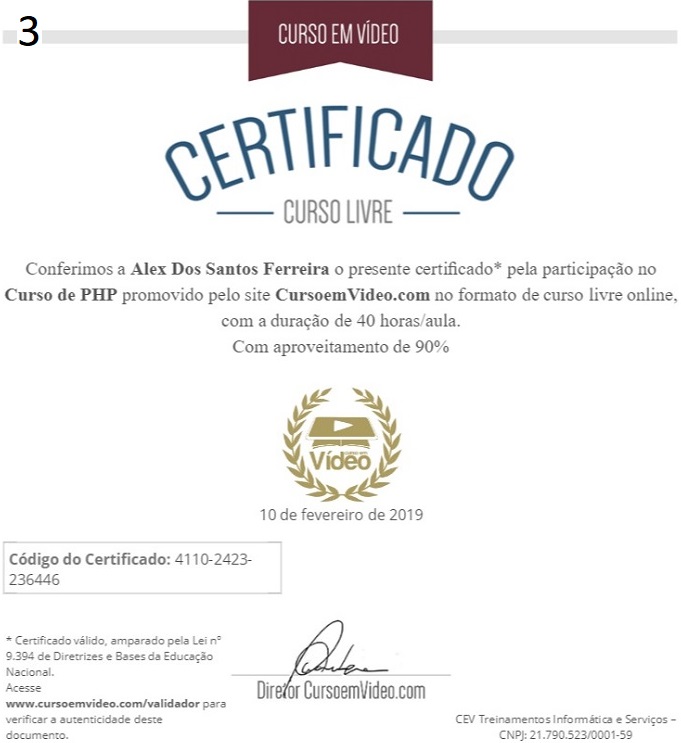 3
CURSO EM VÍDEO
CERTIFICADO
CURSO LIVRE
Conferimos a Alex Dos Santos Ferreira o presente certificado* pela participação no
Curso de PHP promovido pelo site CursoemVideo.com no formato de curso livre online,
com a duração de 40 horas/aula.
Com aproveitamento de 90%
CURSO EM
Vídeo
10 de fevereiro de 2019
Código do Certificado: 4110-2423-
236446
* Certificado válido, amparado pela Lei nº
9.394 de Diretrizes e Bases da Educação
Nacional.
Acesse
www.cursoemvideo.com/validador para
verificar a autenticidade deste
documento.
Diretor CursoemVideo.com
CEV Treinamentos Informática e Serviços –
CNPJ: 21.790.523/0001-59